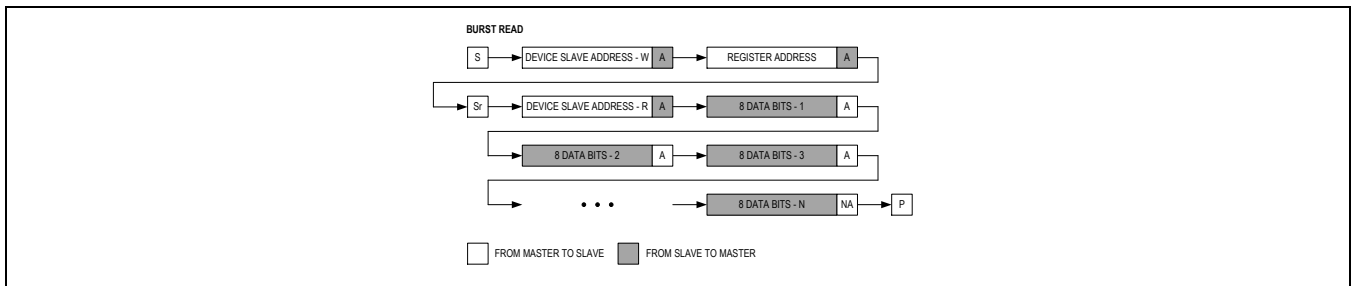 BURST READ
S DEVICE SLAVE ADDRESS - W A REGISTER ADDRESS A
Sr DEVICE SLAVE ADDRESS - R A 8 DATA BITS - 1 A
8 DATA BITS - 2 A 8 DATA BITS - 3 A
• • • 8 DATA BITS - N NA P
FROM MASTER TO SLAVE FROM SLAVE TO MASTER